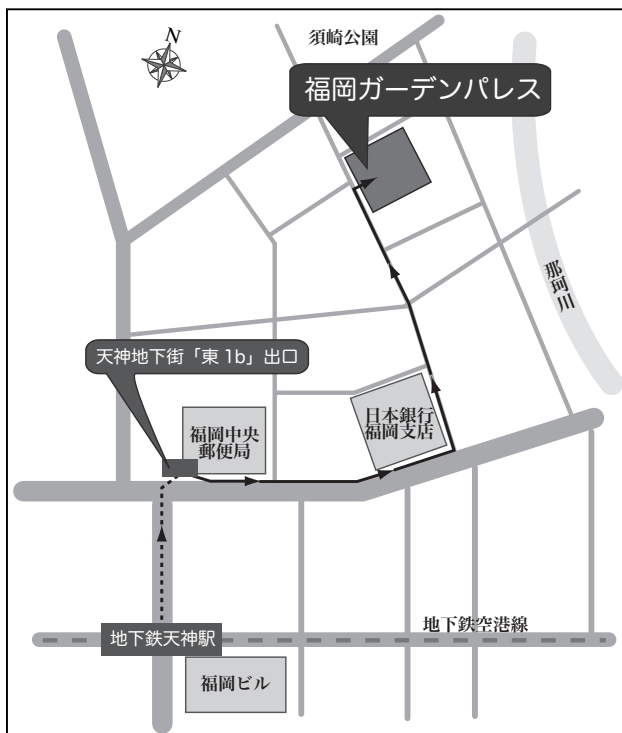 N
須崎公園
福岡ガーデンパレス
那珂川
天神地下街「東1b」出口
福岡中央
郵便局
日本銀行
福岡支店
地下鉄空港線
地下鉄天神駅
福岡ビル